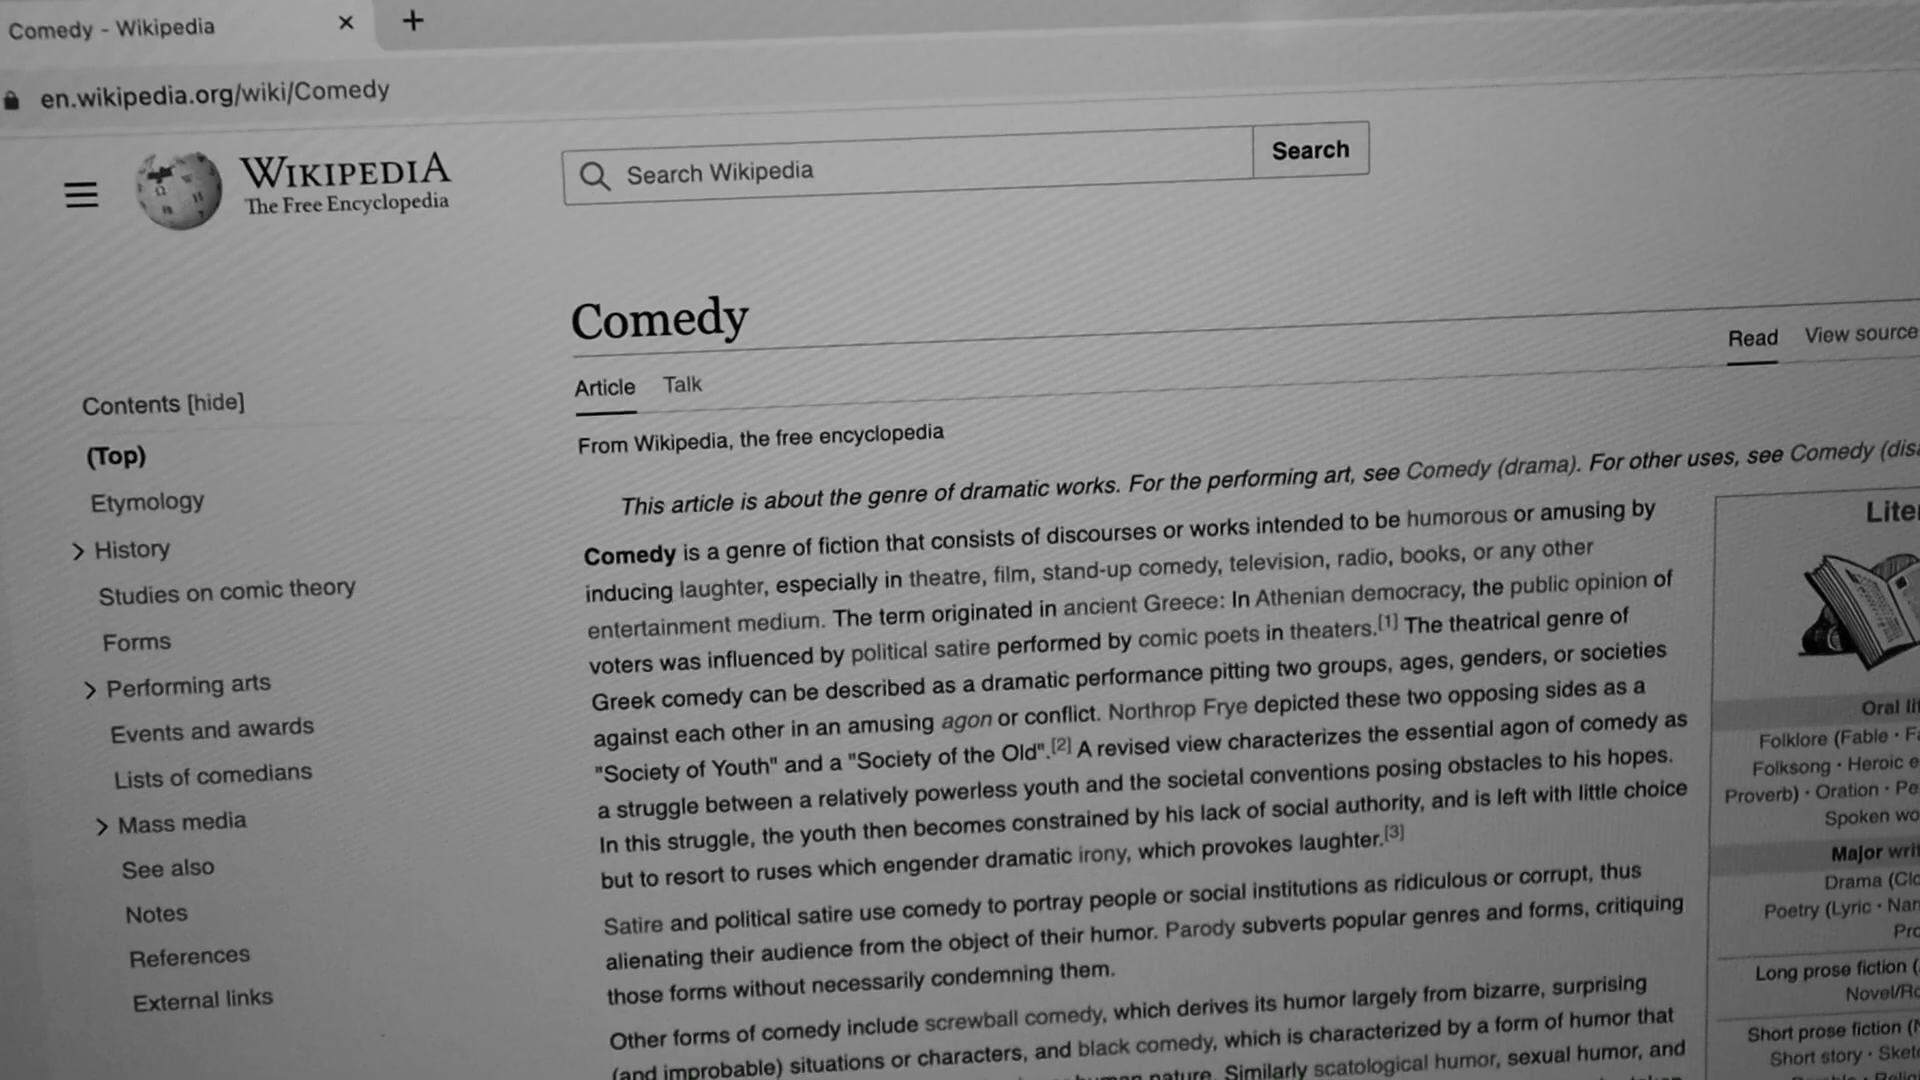 Comedy - Wikipedia
en.wikipedia.org/wiki/Comedy
WIKIPEDIA
The Free Encyclopedia
Search Wikipedia
Search
Comedy
Article Talk
Read View source
From Wikipedia, the free encyclopedia
Contents [hide]
(Top)
Etymology
History
Studies on comic theory
Forms
Performing arts
Events and awards
Lists of comedians
Mass media
See also
Notes
References
External links
This article is about the genre of dramatic works. For the performing art, see Comedy (drama). For other uses, see Comedy
Comedy is a genre of fiction that consists of discourses or works intended to be humorous or amusing by
inducing laughter, especially in theatre, film, stand-up comedy, television, radio, books, or any other
entertainment medium. The term originated in ancient Greece: In Athenian democracy, the public opinion of
voters was influenced by political satire performed by comic poets in theaters.[1] The theatrical genre of
Greek comedy can be described as a dramatic performance pitting two groups, ages, genders, or societies
against each other in an amusing agon or conflict. Northrop Frye depicted these two opposing sides as a
"Society of Youth" and a "Society of the Old".[2] A revised view characterizes the essential agon of comedy as
a struggle between a relatively powerless youth and the societal conventions posing obstacles to his hopes.
In this struggle, the youth then becomes constrained by his lack of social authority, and is left with little choice
but to resort to ruses which engender dramatic irony, which provokes laughter.[3]
Satire and political satire use comedy to portray people or social institutions as ridiculous or corrupt, thus
alienating their audience from the object of their humor. Parody subverts popular genres and forms, critiquing
those forms without necessarily condemning them.
Other forms of comedy include screwball comedy, which derives its humor largely from bizarre, surprising
(and improbable) situations or characters, and black comedy, which is characterized by a form of humor that
nature. Similarly scatological humor, sexual humor, and
Oral
Folklore (Fable ·
Folksong · Heroic
Proverb) · Oration ·
Spoken
Major
Drama
Poetry (Lyric ·
Long prose fiction (
Novel/
Short prose fiction (
Short story ·